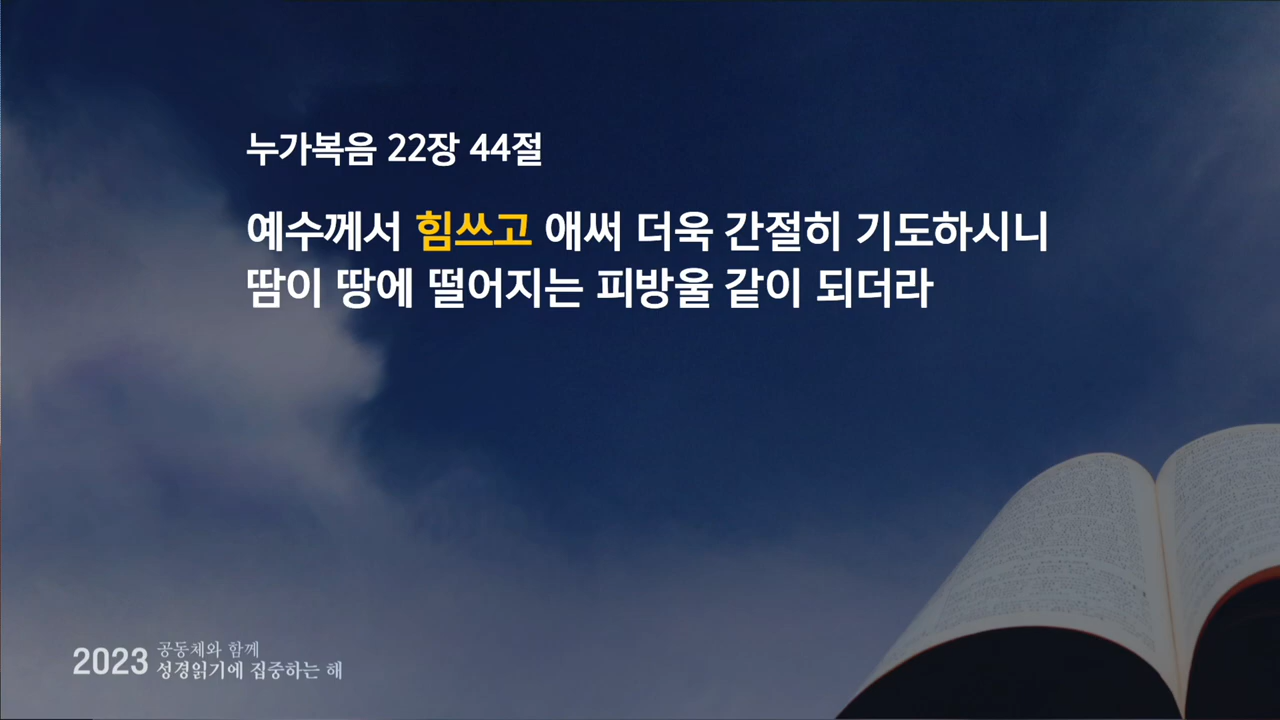 누가복음 22장 44절
예수께서 힘쓰고 애써 더욱 간절히 기도하시니
땀이 땅에 떨어지는 피방울 같이 되더라
2023 공동체와 함께
성경읽기에 집중하는 해